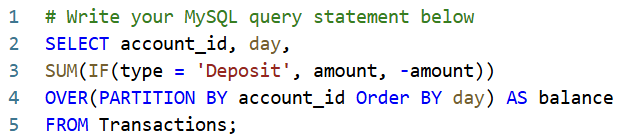 1 # Write your MySQL query statement below
2 SELECT account_id, day,
3 SUM(IF(type = 'Deposit', amount, -amount))
4 OVER(PARTITION BY account_id Order BY day) AS balance
5 FROM Transactions;